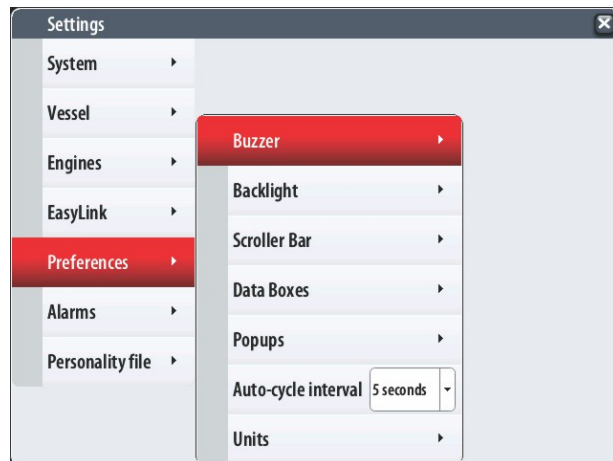 Settings
System
Vessel
Engines
EasyLink
Preferences
Alarms
Personality file
Buzzer
Backlight
Scroller Bar
Data Boxes
Popups
Auto-cycle interval 5 seconds
Units